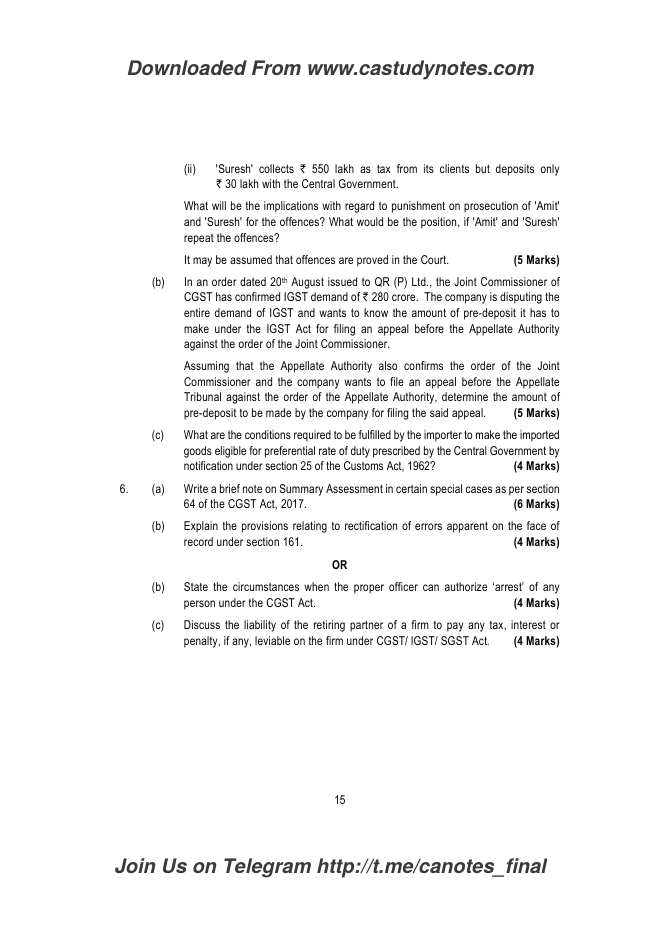 Downloaded From www.castudynotes.com
(ii) 'Suresh' collects ₹ 550 lakh as tax from its clients but deposits only
₹ 30 lakh with the Central Government.
What will be the implications with regard to punishment on prosecution of 'Amit'
and 'Suresh' for the offences? What would be the position, if 'Amit' and 'Suresh'
repeat the offences?
It may be assumed that offences are proved in the Court. (5 Marks)
(b) In an order dated 20th August issued to QR (P) Ltd., the Joint Commissioner of
CGST has confirmed IGST demand of ₹ 280 crore. The company is disputing the
entire demand of IGST and wants to know the amount of pre-deposit it has to
make under the IGST Act for filing an appeal before the Appellate Authority
against the order of the Joint Commissioner.
Assuming that the Appellate Authority also confirms the order of the Joint
Commissioner and the company wants to file an appeal before the Appellate
Tribunal against the order of the Appellate Authority, determine the amount of
pre-deposit to be made by the company for filing the said appeal. (5 Marks)
(c) What are the conditions required to be fulfilled by the importer to make the imported
goods eligible for preferential rate of duty prescribed by the Central Government by
notification under section 25 of the Customs Act, 1962? (4 Marks)
6. (a) Write a brief note on Summary Assessment in certain special cases as per section
64 of the CGST Act, 2017. (6 Marks)
(b) Explain the provisions relating to rectification of errors apparent on the face of
record under section 161. (4 Marks)
OR
(b) State the circumstances when the proper officer can authorize ‘arrest’ of any
person under the CGST Act. (4 Marks)
(c) Discuss the liability of the retiring partner of a firm to pay any tax, interest or
penalty, if any, leviable on the firm under CGST/ IGST/ SGST Act. (4 Marks)
15
Join Us on Telegram http://t.me/canotes_final